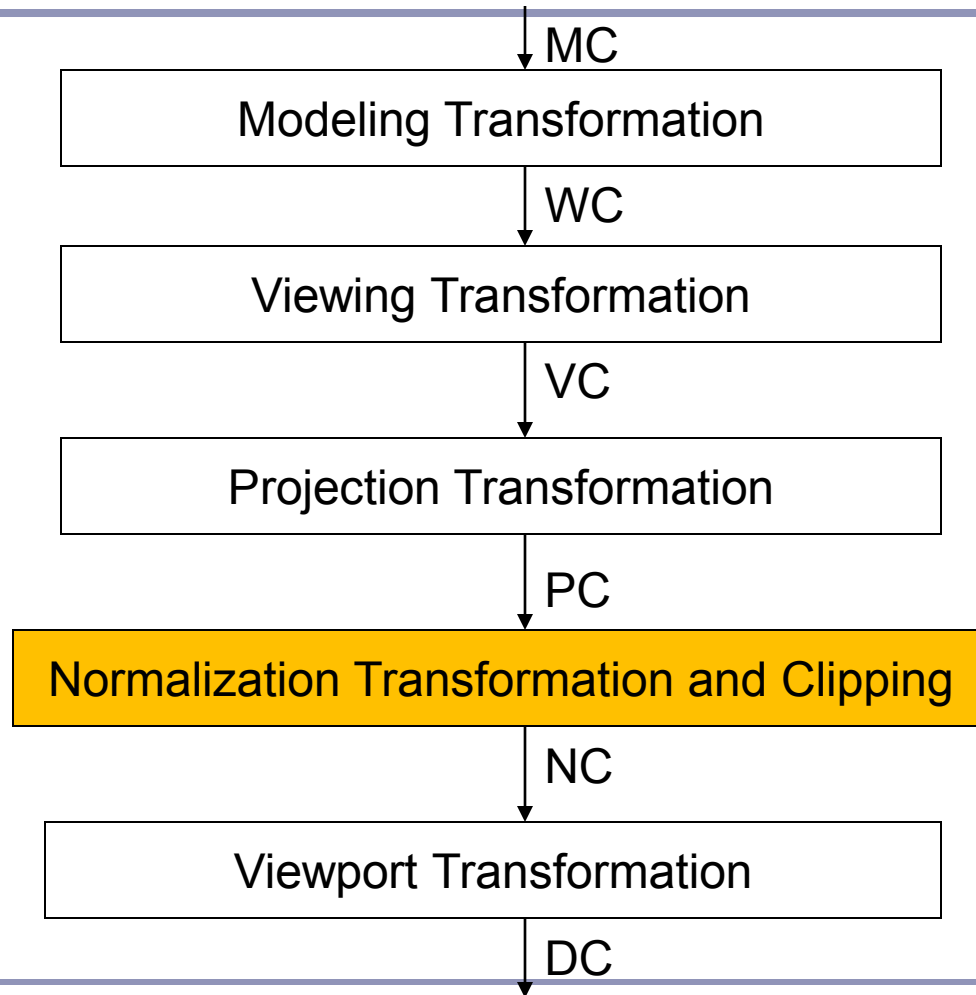 MC
Modeling Transformation
WC
Viewing Transformation
VC
Projection Transformation
PC
Normalization Transformation and Clipping
NC
Viewport Transformation
DC